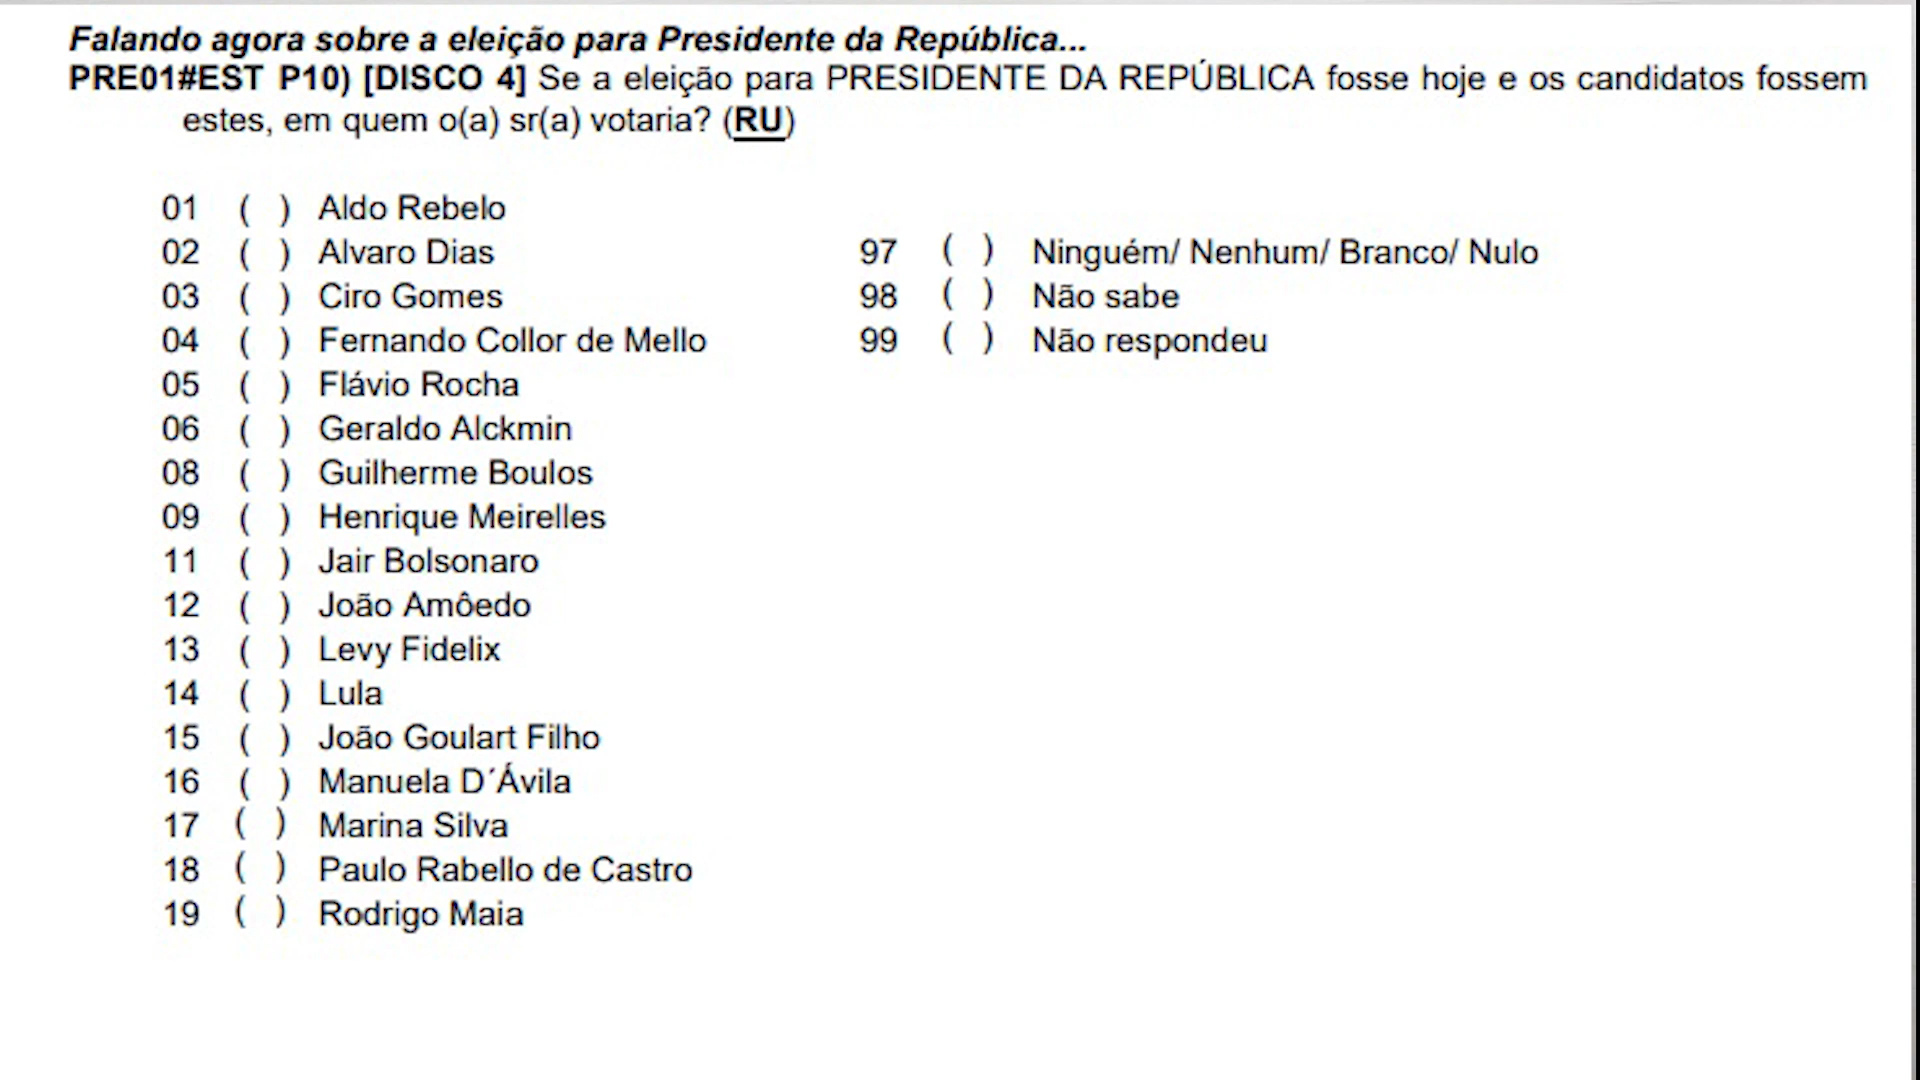 Falando agora sobre a eleição para Presidente da República...
PRE01#EST P10) [DISCO 4] Se a eleição para PRESIDENTE DA REPÚBLICA fosse hoje e os candidatos fossem
estes, em quem o(a) sr(a) votaria? (RU)
01 ( ) Aldo Rebelo
02 ( ) Alvaro Dias
03 ( ) Ciro Gomes
04 ( ) Fernando Collor de Mello
05 ( ) Flávio Rocha
06 ( ) Geraldo Alckmin
08 ( ) Guilherme Boulos
09 ( ) Henrique Meirelles
11 ( ) Jair Bolsonaro
12 ( ) João Amôedo
13 ( ) Levy Fidelix
14 ( ) Lula
15 ( ) João Goulart Filho
16 ( ) Manuela D´Ávila
17 ( ) Marina Silva
18 ( ) Paulo Rabello de Castro
19 ( ) Rodrigo Maia
97 ( ) Ninguém/ Nenhum/ Branco/ Nulo
98 ( ) Não sabe
99 ( ) Não respondeu